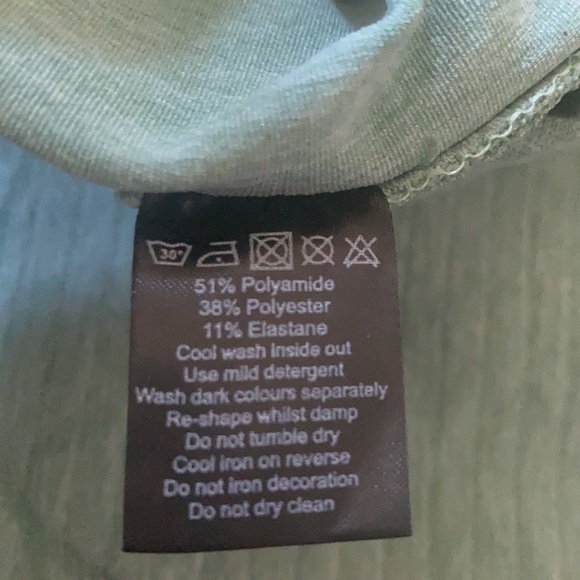 30°
51% Polyamide
38% Polyester
11% Elastane
Cool wash inside out
Use mild detergent
Wash dark colours separately
Re-shape whilst damp
Do not tumble dry
Cool iron on reverse
Do not iron decoration
Do not dry clean